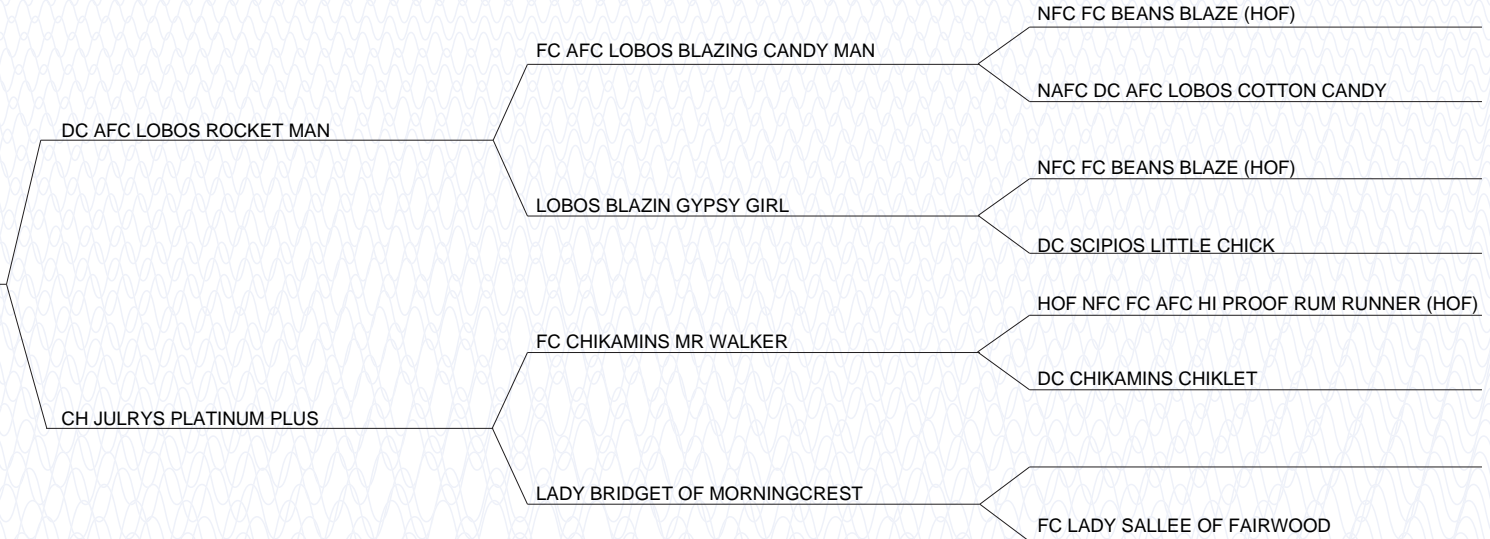 NFC FC BEANS BLAZE (HOF)
FC AFC LOBOS BLAZING CANDY MAN
NAFC DC AFC LOBOS COTTON CANDY
DC AFC LOBOS ROCKET MAN
NFC FC BEANS BLAZE (HOF)
LOBOS BLAZIN GYPSY GIRL
DC SCIPIOS LITTLE CHICK
HOF NFC FC AFC HI PROOF RUM RUNNER (HOF)
FC CHIKAMINS MR WALKER
DC CHIKAMINS CHIKLET
CH JULRYS PLATINUM PLUS
LADY BRIDGET OF MORNINGCREST
FC LADY SALLEE OF FAIRWOOD